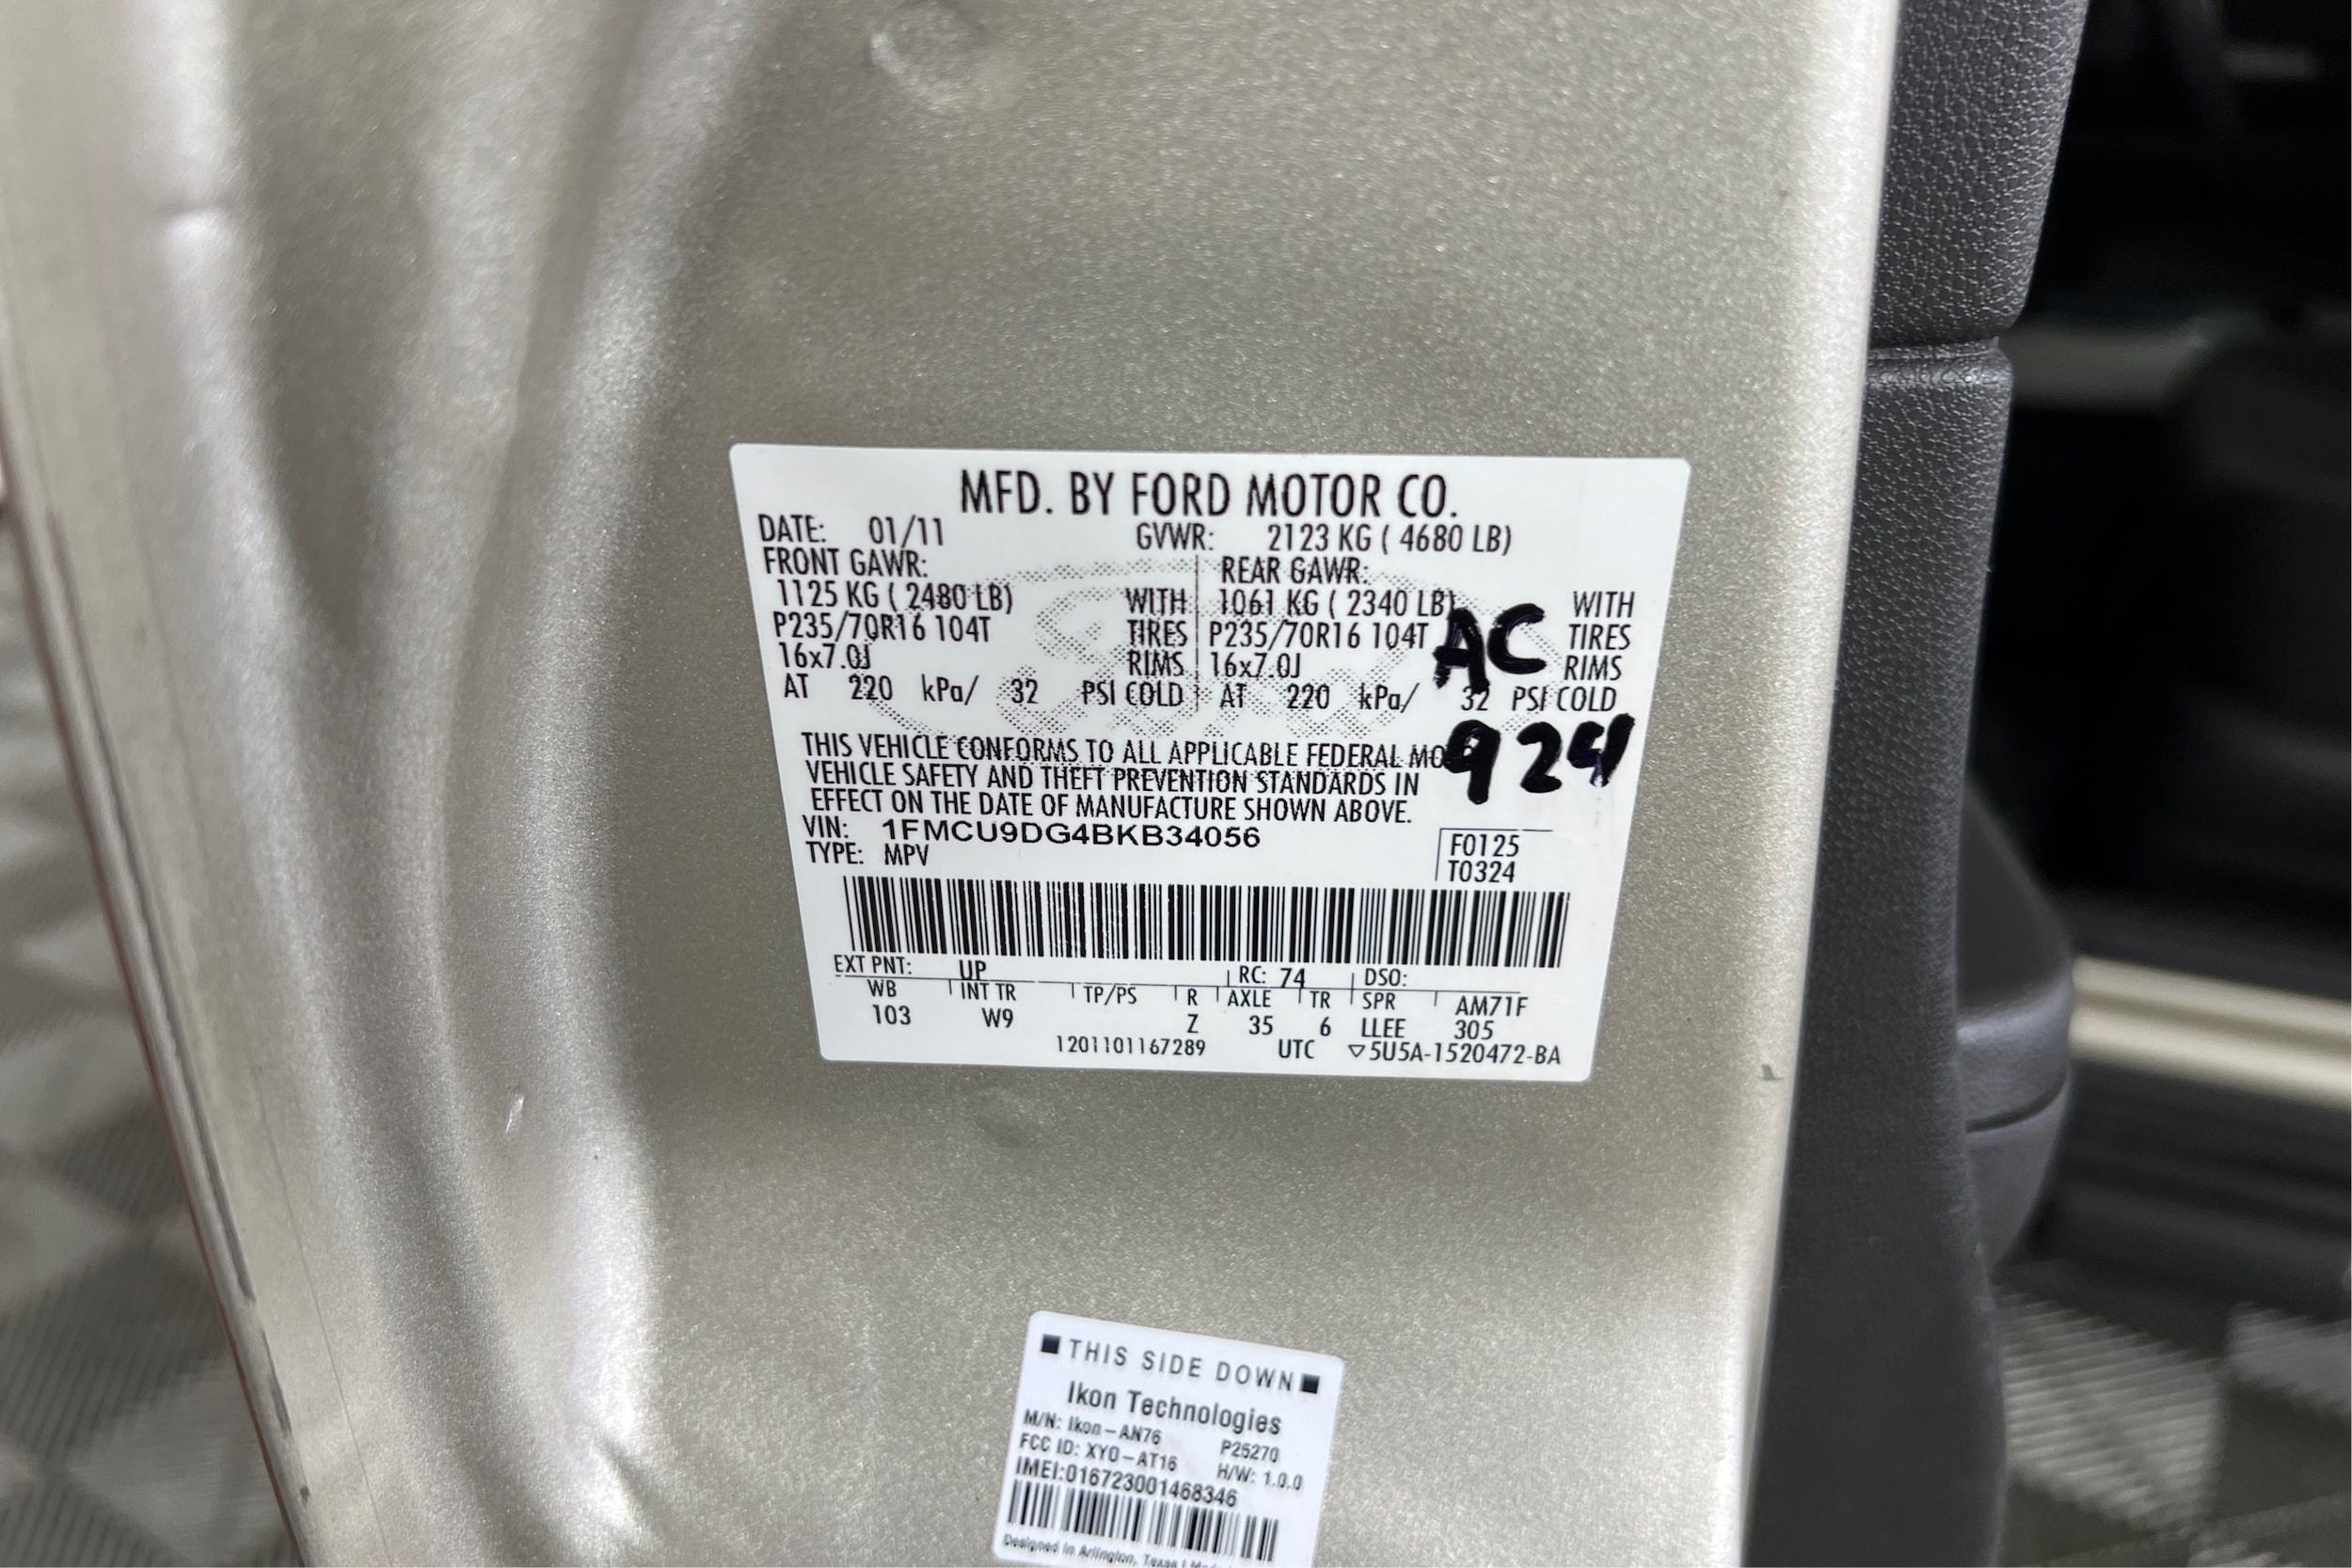 MFD. BY FORD MOTOR CO.
DATE: 01/11 GVWR: 2123 KG ( 4680 LB)
FRONT GAWR: REAR GAWR:
1125 KG ( 2480 LB) WITH 1061 KG ( 2340 LB) WITH
P235/70R16 104T TIRES P235/70R16 104T TIRES
16x7.0J RIMS 16x7.0J RIMS
AT 220 kPa/ 32 PSI COLD AT 220 kPa/ 32 PSI COLD
AC
924
THIS VEHICLE CONFORMS TO ALL APPLICABLE FEDERAL
VEHICLE SAFETY AND THEFT PREVENTION STANDARDS IN
EFFECT ON THE DATE OF MANUFACTURE SHOWN ABOVE.
VIN: 1FMCU9DG4BKB34056
TYPE: MPV
F0125
T0324
EXT PNT: UP RC: 74 DSO:
WB INT TR TP/PS R AXLE TR SPR AM71F
103 W9 Z 35 6 LLEE 305
1201101167289 UTC ▽5U5A-1520472-BA
■ THIS SIDE DOWN ■
Ikon Technologies
M/N: Ikon-AN76 P25270
FCC ID: XYO-AT16 H/W: 1.0.0
IMEI:016723001468346
Designed in Arlington, Texas |